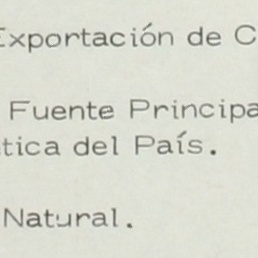 Exportación de C
Fuente Principa
tica del País.
Natural.